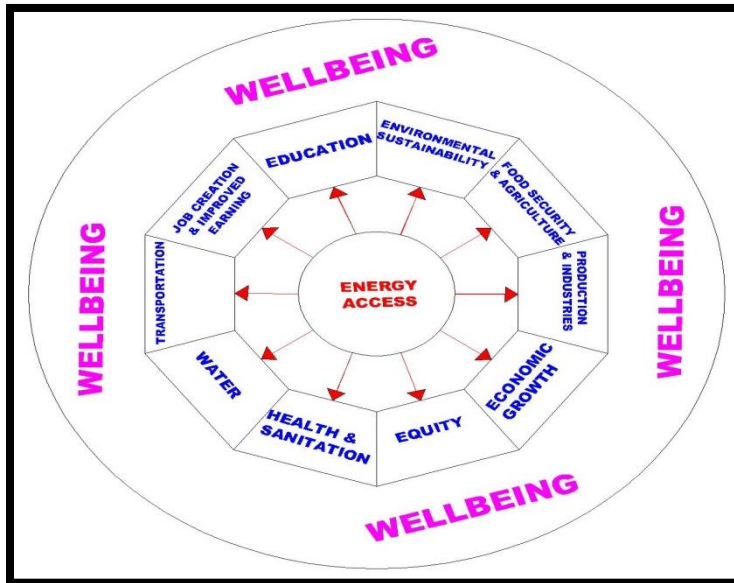 WELLBEING
EDUCATION
ENVIRONMENTAL
SUSTAINABILITY
FOOD SECURITY
& AGRICULTURE
JOB CREATION
& IMPROVED
EARNING
WELLBEING
TRANSPORTATION
ENERGY
ACCESS
PRODUCTION
& INDUSTRIES
WELLBEING
WATER
HEALTH &
SANITATION
EQUITY
ECONOMIC
GROWTH
WELLBEING